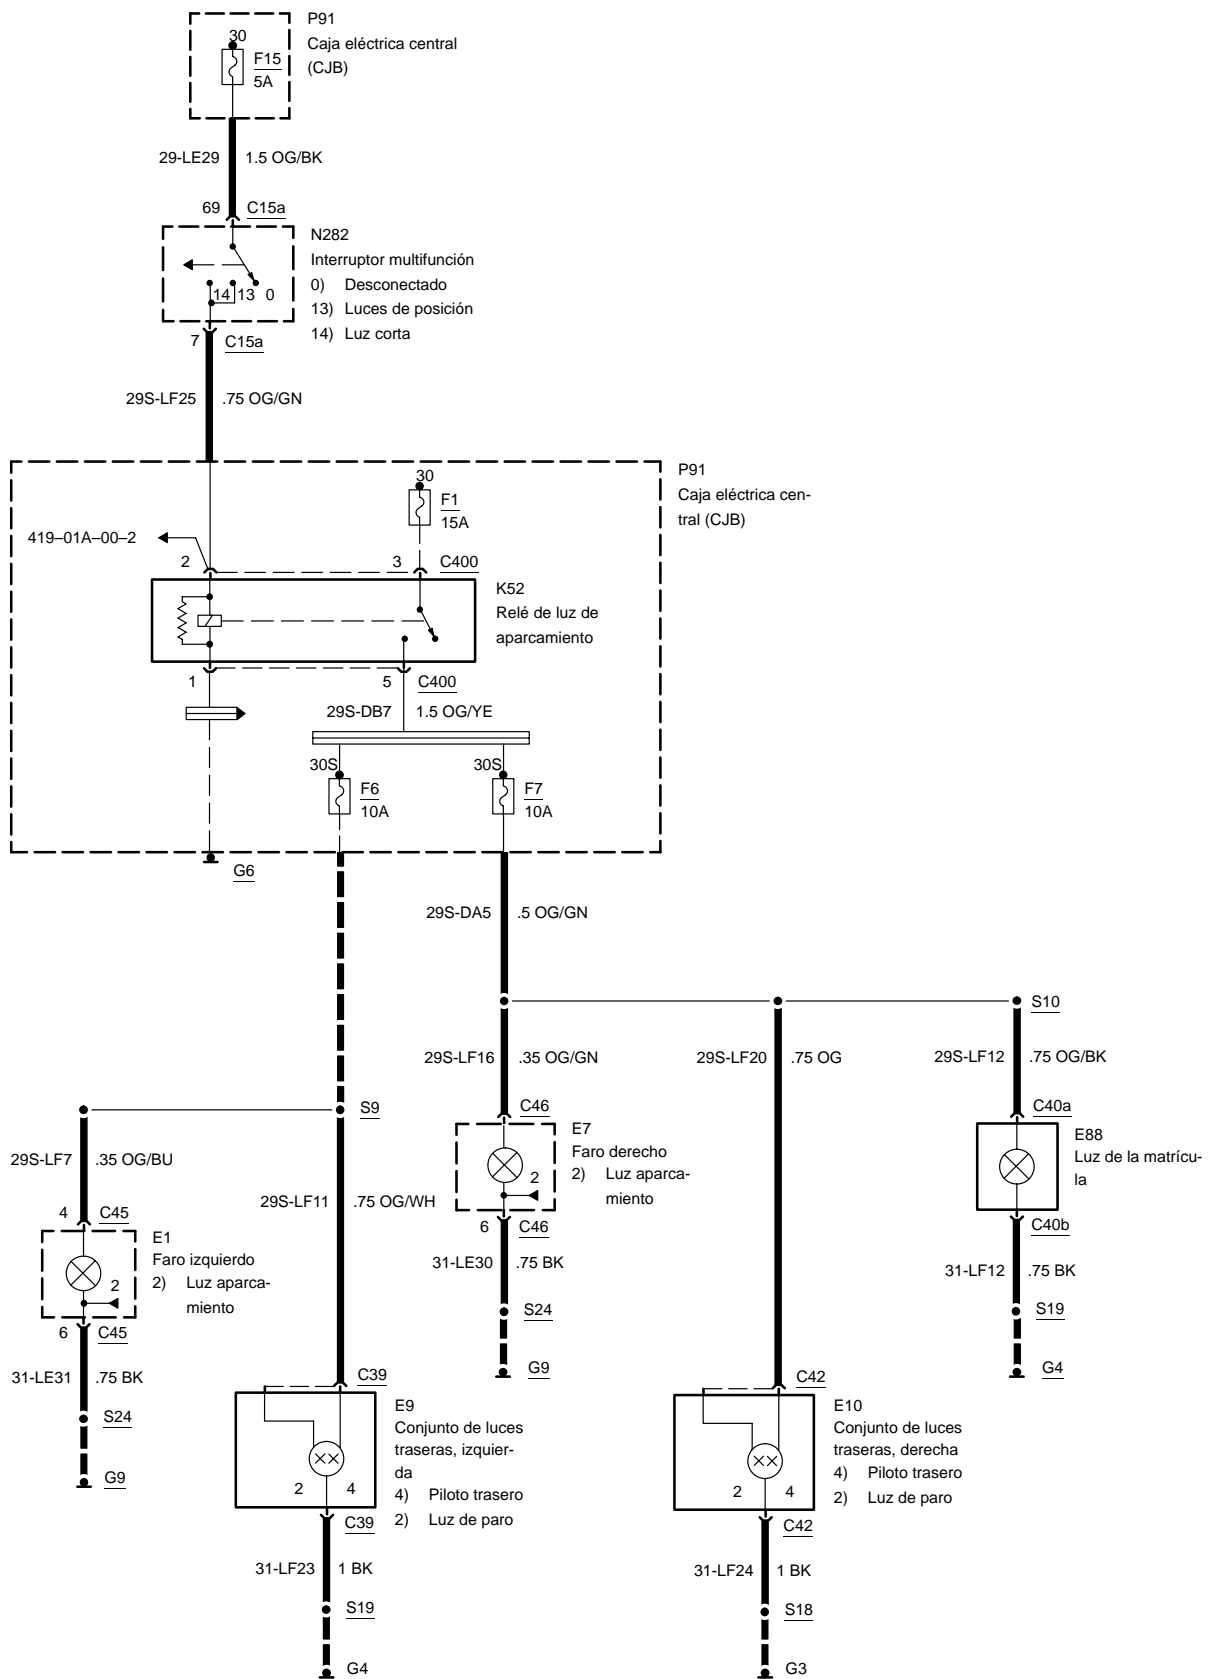 P91
30
Caja eléctrica central
(CJB)
F15
5A
29-LE29 1.5 OG/BK
69 C15a
N282
Interruptor multifunción
0) Desconectado
14 13 0
13) Luces de posición
14) Luz corta
7 C15a
29S-LF25 .75 OG/GN
P91
Caja eléctrica cen-
tral (CJB)
30
F1
15A
419–01A–00–2
2 3 C400
K52
Relé de luz de
aparcamiento
1 5 C400
29S-DB7 1.5 OG/YE
30S 30S
F6 F7
10A 10A
G6
29S-DA5 .5 OG/GN
S10
29S-LF16 .35 OG/GN 29S-LF20 .75 OG 29S-LF12 .75 OG/BK
S9 C46 C40a
E7
Faro derecho
2) Luz aparca-
miento
2
E88
Luz de la matrícu-
la
29S-LF7 .35 OG/BU
29S-LF11 .75 OG/WH
4 C45
6 C46
C40b
E1
Faro izquierdo
2) Luz aparca-
miento
2
31-LE30 .75 BK
31-LF12 .75 BK
S24
S19
6 C45
31-LE31 .75 BK
G9
G4
C39
C42
S24
G9
E9
Conjunto de luces
traseras, izquier-
da
4) Piloto trasero
2) Luz de paro
XX
2 4
E10
Conjunto de luces
traseras, derecha
4) Piloto trasero
2) Luz de paro
XX
2 4
C39
C42
31-LF23 1 BK
31-LF24 1 BK
S19
S18
G4
G3